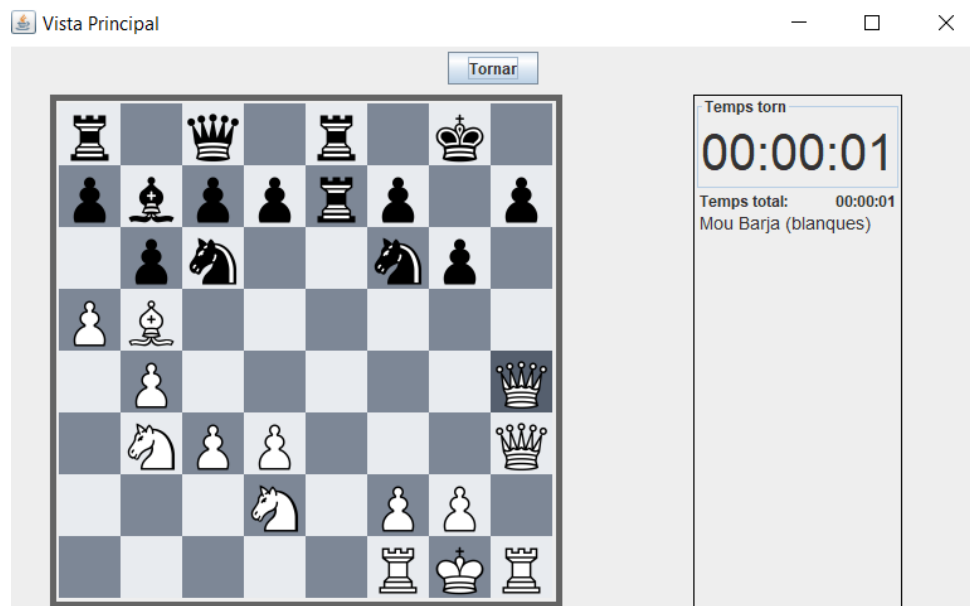 Vista Principal
Tornar
Temps torn
00:00:01
Temps total: 00:00:01
Mou Barja (blanques)